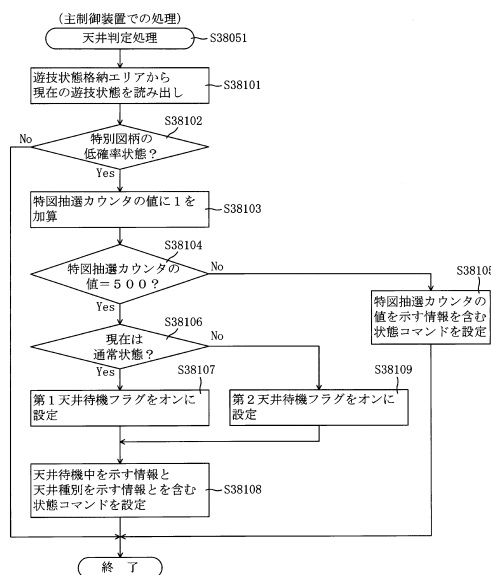 (主制御装置での処理)
天井判定処理
S38051
遊技状態格納エリアから
現在の遊技状態を読み出し
S38101
S38102
No
特別図柄の
低確率状態?
Yes
特図抽選カウンタの値に1を
加算
S38103
S38104
特図抽選カウンタの
値=500?
No
S38105
Yes
特図抽選カウンタの
値を示す情報を含む
状態コマンドを設定
S38106
現在は
通常状態?
No
Yes
S38107
S38109
第1天井待機フラグをオンに
設定
第2天井待機フラグをオンに
設定
天井待機中を示す情報と
天井種別を示す情報とを含む
状態コマンドを設定
S38108
終 了